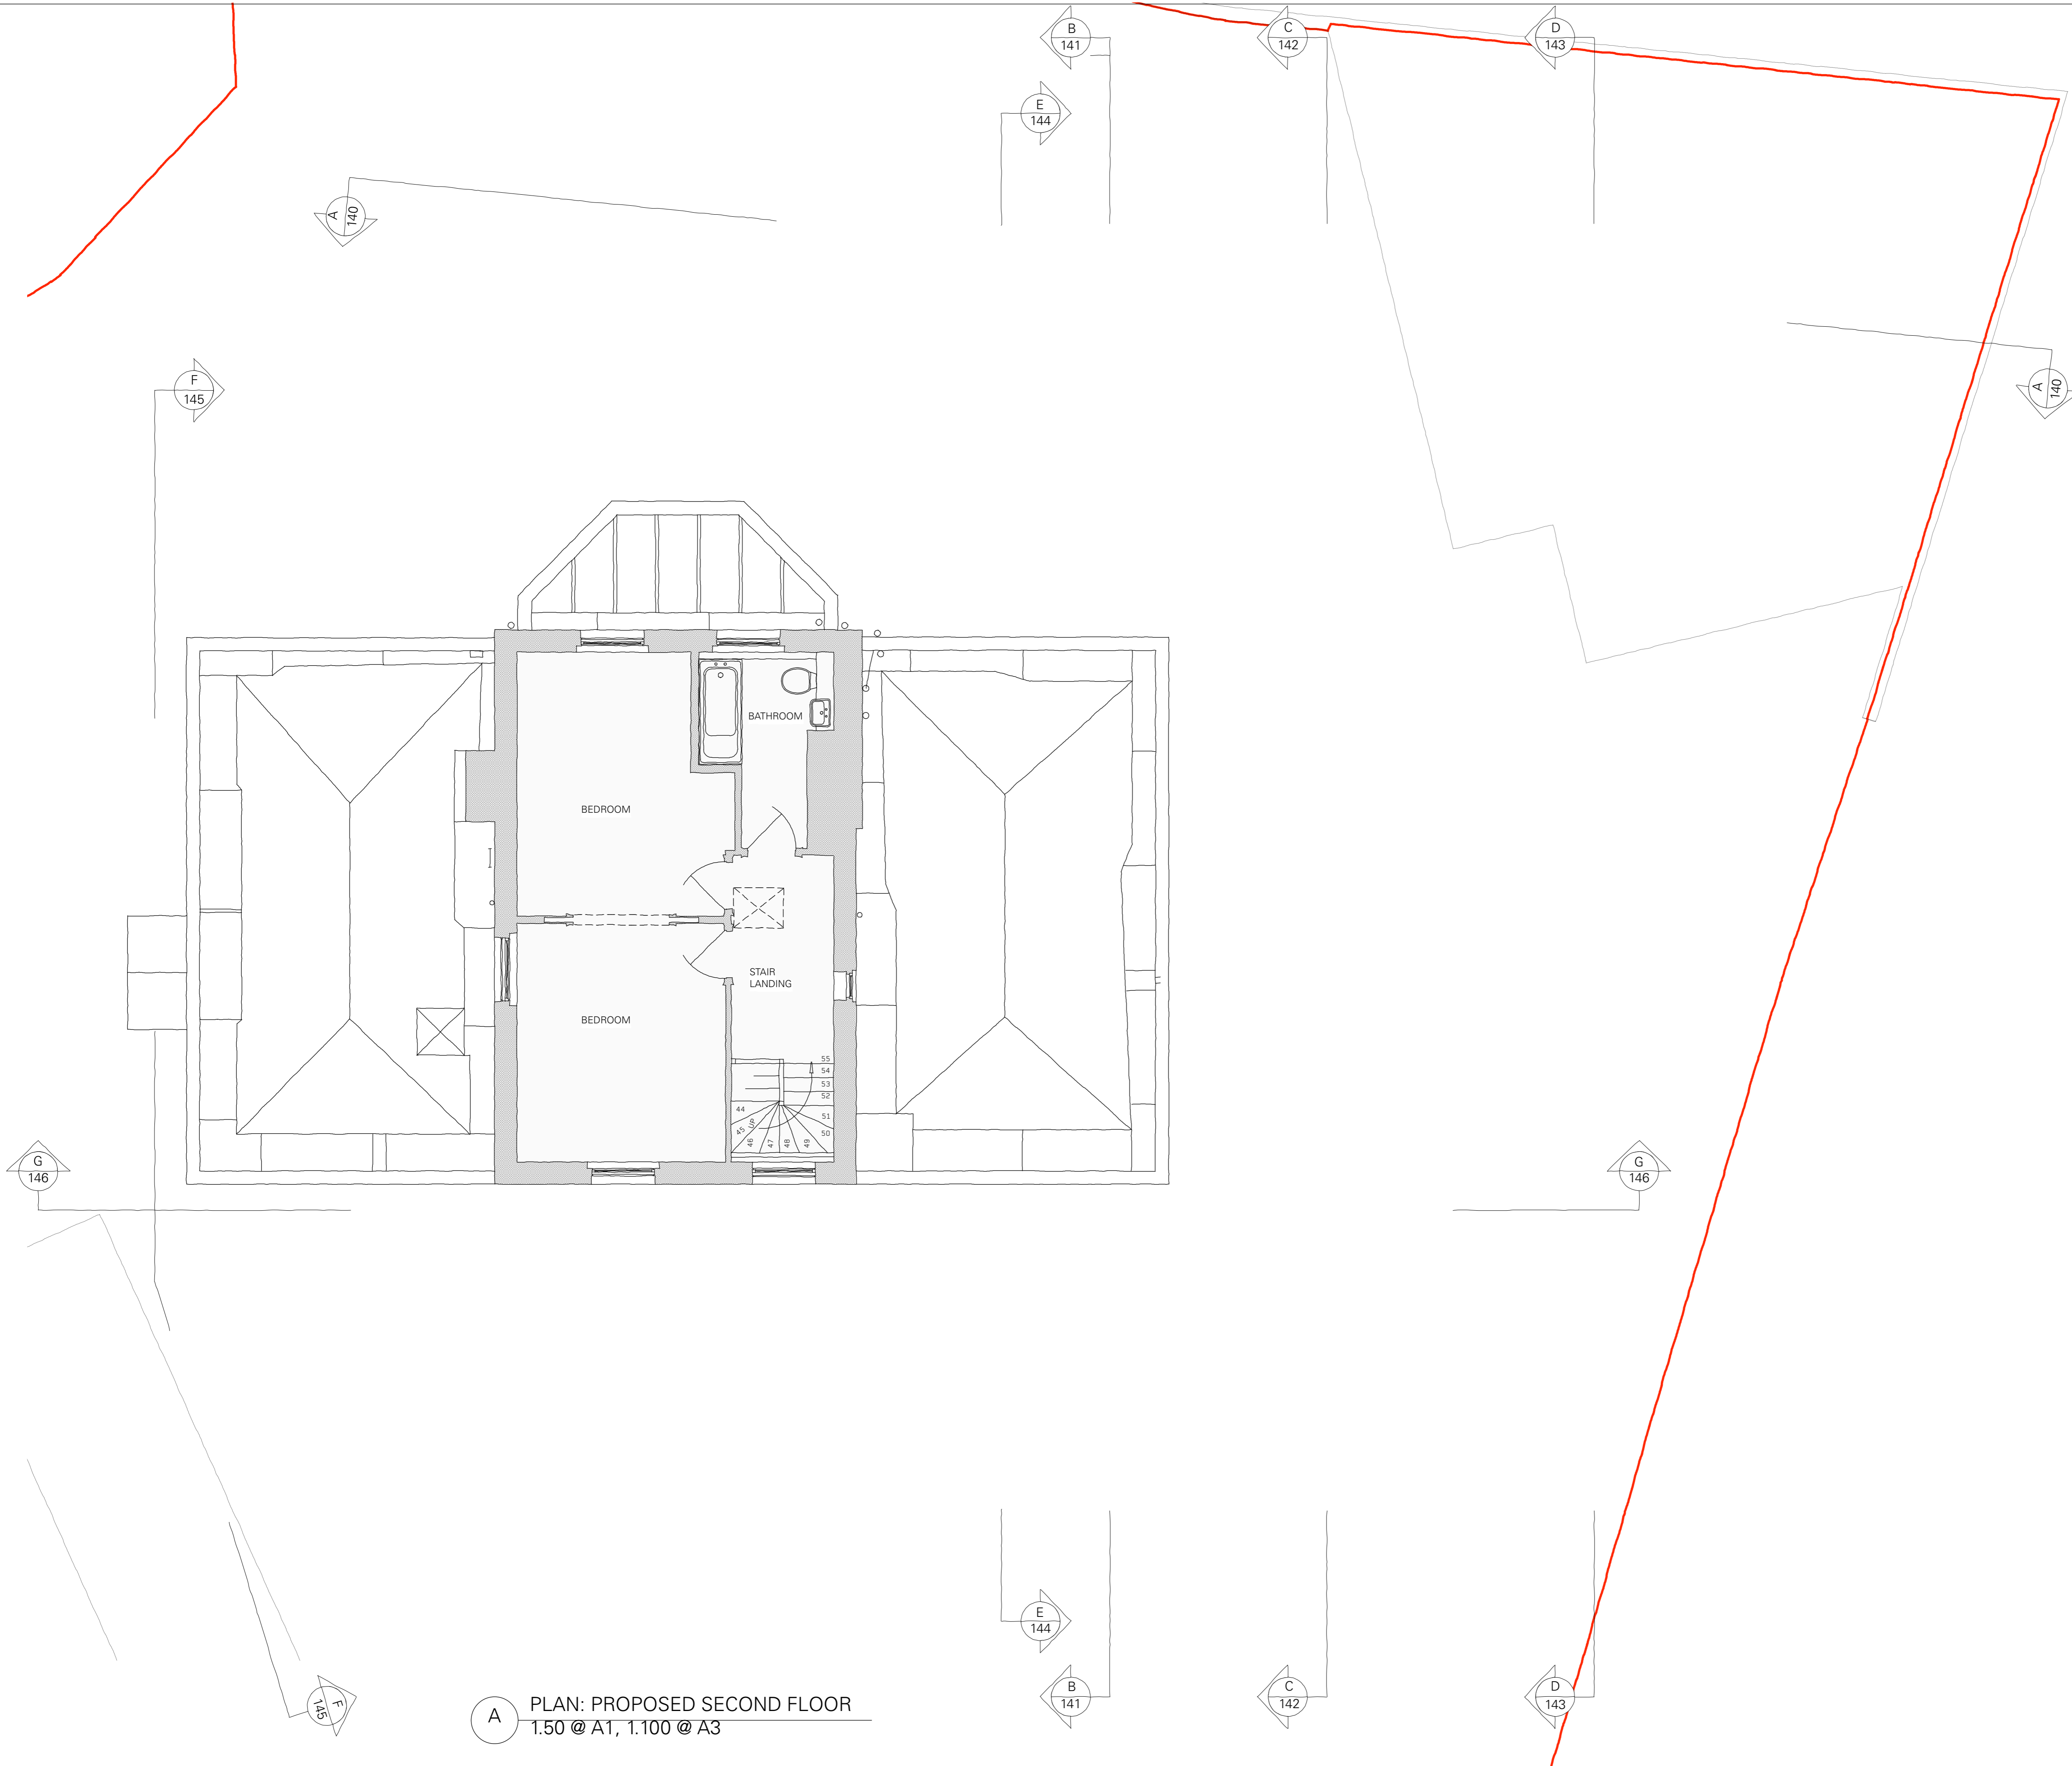 B
141
C
142
D
143
E
144
A
140
F
145
A
140
BATHROOM
BEDROOM
STAIR
LANDING
BEDROOM
55
54
53
52
51
50
49
48
47
46
45
44
UP
G
146
G
146
E
144
B
141
C
142
D
143
F
145
A
PLAN: PROPOSED SECOND FLOOR
1.50 @ A1, 1.100 @ A3